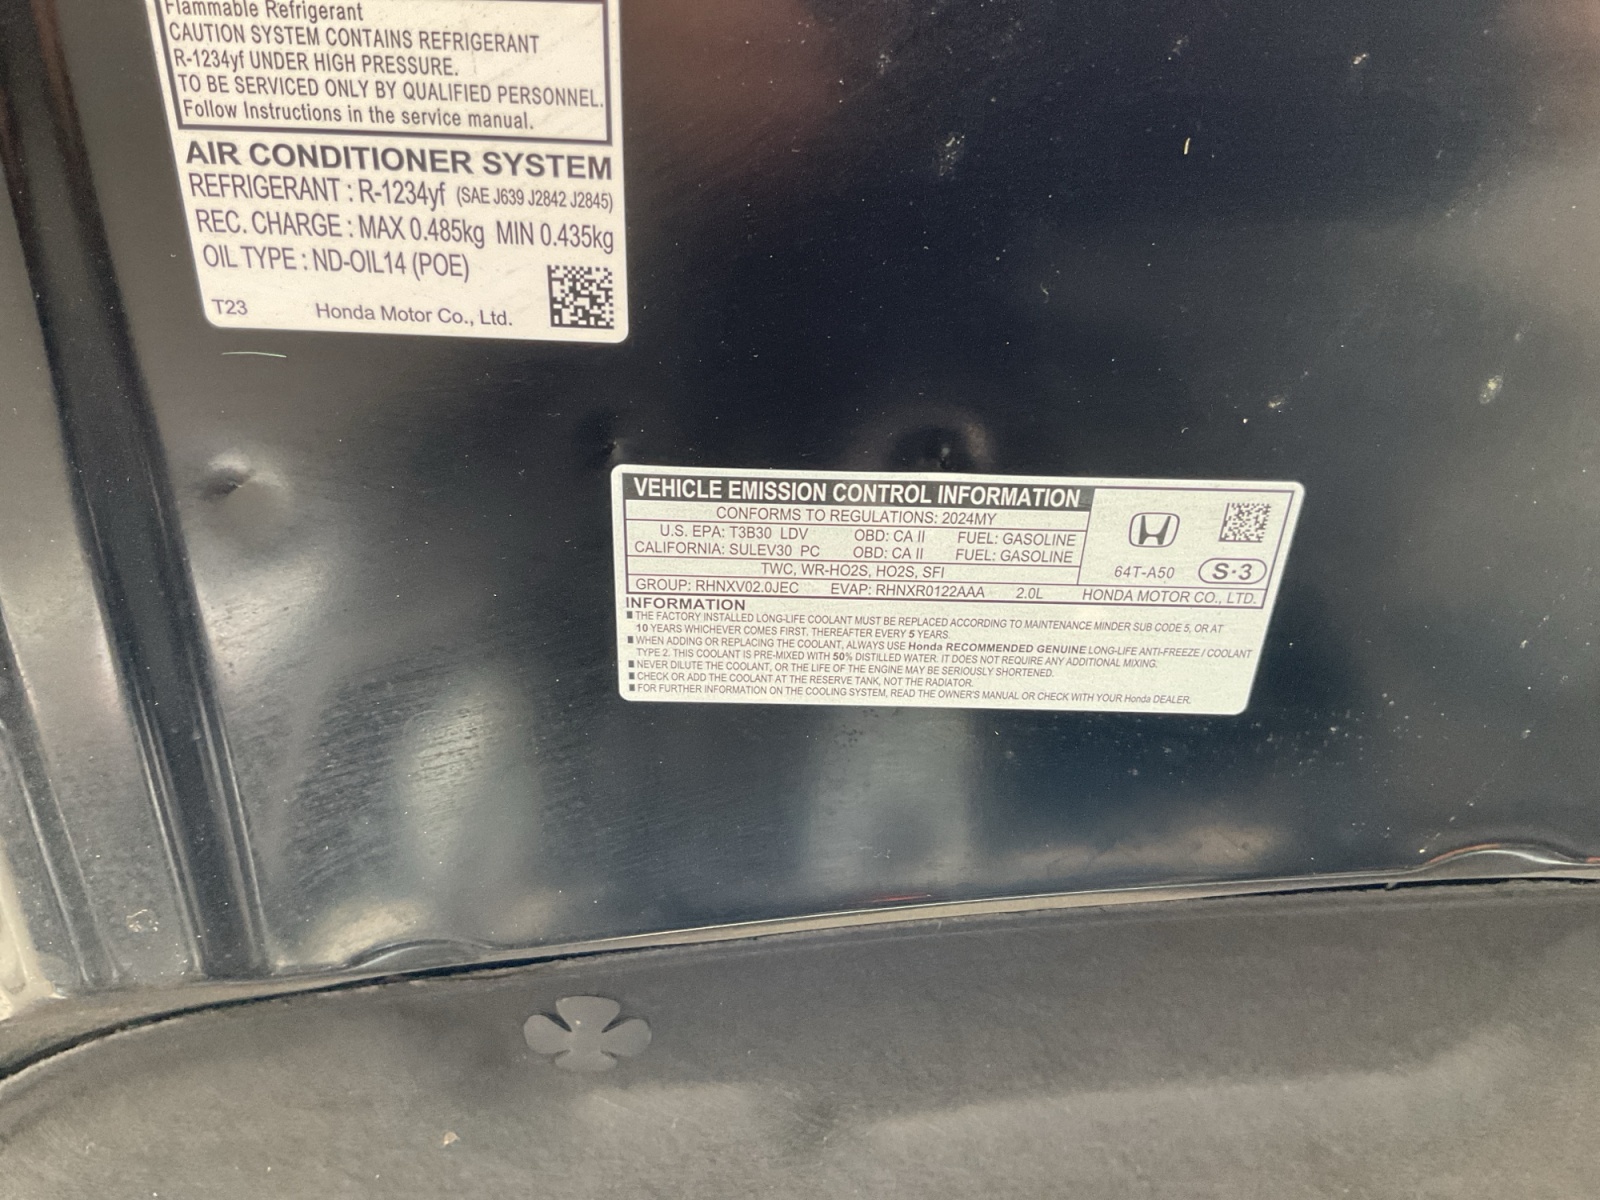 Flammable Refrigerant
CAUTION SYSTEM CONTAINS REFRIGERANT
R-1234yf UNDER HIGH PRESSURE.
TO BE SERVICED ONLY BY QUALIFIED PERSONNEL.
Follow Instructions in the service manual.
AIR CONDITIONER SYSTEM
REFRIGERANT : R-1234yf (SAE J639 J2842 J2845)
REC. CHARGE : MAX 0.485kg MIN 0.435kg
OIL TYPE : ND-OIL14 (POE)
T23 Honda Motor Co., Ltd.
VEHICLE EMISSION CONTROL INFORMATION
CONFORMS TO REGULATIONS: 2024MY
U.S. EPA: T3B30 LDV OBD: CA II FUEL: GASOLINE
CALIFORNIA: SULEV30 PC OBD: CA II FUEL: GASOLINE
TWC, WR-HO2S, HO2S, SFI
64T-A50 S·3
GROUP: RHNXV02.0JEC EVAP: RHNXR0122AAA 2.0L HONDA MOTOR CO., LTD.
INFORMATION
■ THE FACTORY INSTALLED LONG-LIFE COOLANT MUST BE REPLACED ACCORDING TO MAINTENANCE MINDER SUB CODE 5, OR AT
10 YEARS WHICHEVER COMES FIRST. THEREAFTER EVERY 5 YEARS.
■ WHEN ADDING OR REPLACING THE COOLANT, ALWAYS USE Honda RECOMMENDED GENUINE LONG-LIFE ANTI-FREEZE / COOLANT
TYPE 2. THIS COOLANT IS PRE-MIXED WITH 50% DISTILLED WATER. IT DOES NOT REQUIRE ANY ADDITIONAL MIXING.
■ NEVER DILUTE THE COOLANT, OR THE LIFE OF THE ENGINE MAY BE SERIOUSLY SHORTENED.
■ CHECK OR ADD THE COOLANT AT THE RESERVE TANK, NOT THE RADIATOR.
■ FOR FURTHER INFORMATION ON THE COOLING SYSTEM, READ THE OWNER'S MANUAL OR CHECK WITH YOUR Honda DEALER.